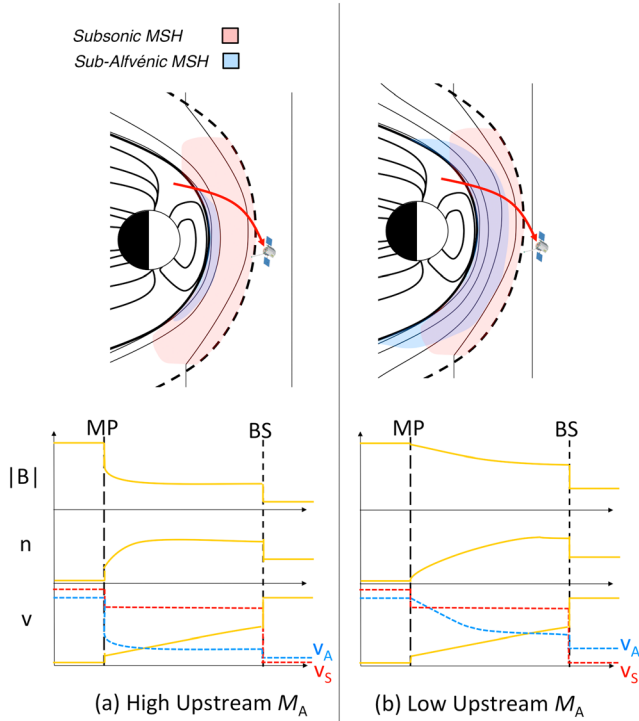 Subsonic MSH
Sub-Alfvénic MSH
MP
BS
|B|
n
v
v_A
v_S
(a) High Upstream M_A
MP
BS
v_A
v_S
(b) Low Upstream M_A